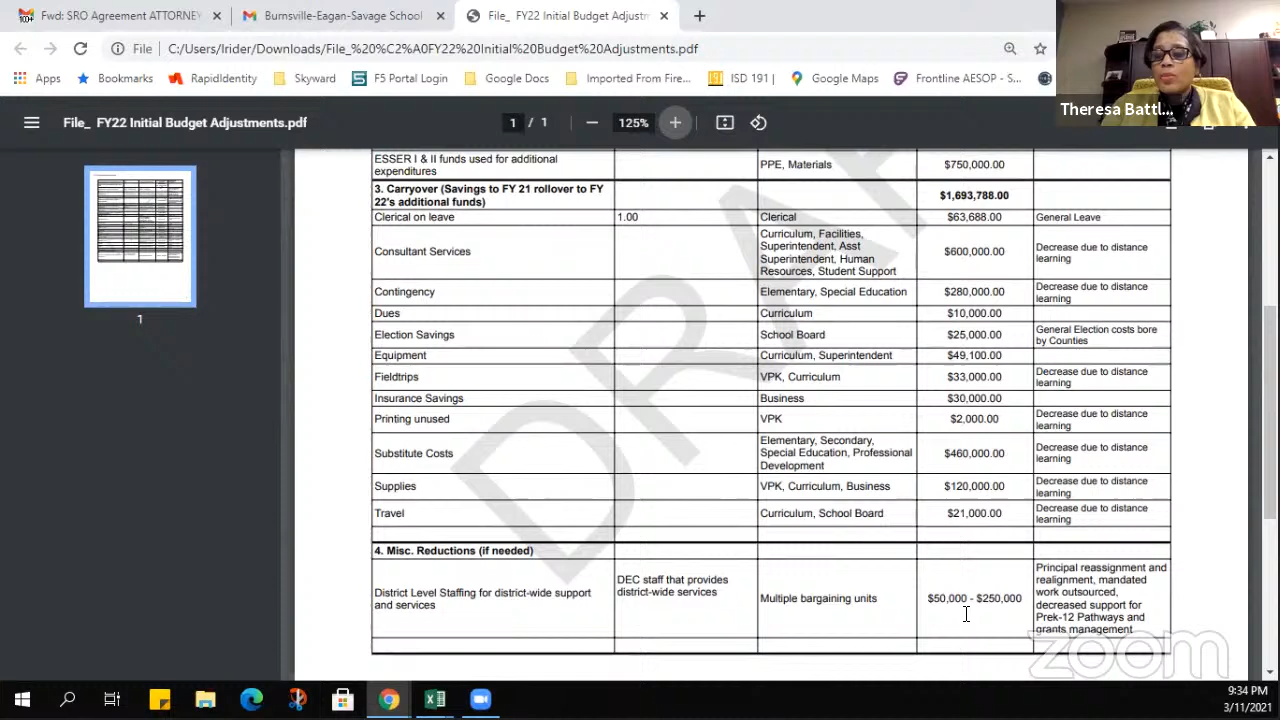 Fwd: SRO Agreement ATTORNEY
Burnsville-Eagan-Savage School
File_ FY22 Initial Budget Adjustm
File
C:/Users/lrider/Downloads/File_%20%C2%A0FY22%20Initial%20Budget%20Adjustments.pdf
Apps
Bookmarks
RapidIdentity
Skyward
F5 Portal Login
Google Docs
Imported From Fire...
ISD 191 |
Google Maps
Frontline AESOP - S...
Theresa Battl...
File_ FY22 Initial Budget Adjustments.pdf
1 / 1
125%
1
ESSER I & II funds used for additional
expenditures
PPE, Materials
$750,000.00
3. Carryover (Savings to FY 21 rollover to FY
22's additional funds)
$1,693,788.00
Clerical on leave
1.00
Clerical
$63,688.00
General Leave
Consultant Services
Curriculum, Facilities,
Superintendent, Asst
Superintendent, Human
Resources, Student Support
$600,000.00
Decrease due to distance
learning
Contingency
Elementary, Special Education
$280,000.00
Decrease due to distance
learning
Dues
Curriculum
$10,000.00
Election Savings
School Board
$25,000.00
General Election costs bore
by Counties
Equipment
Curriculum, Superintendent
$49,100.00
Fieldtrips
VPK, Curriculum
$33,000.00
Decrease due to distance
learning
Insurance Savings
Business
$30,000.00
Printing unused
VPK
$2,000.00
Decrease due to distance
learning
Substitute Costs
Elementary, Secondary,
Special Education, Professional
Development
$460,000.00
Decrease due to distance
learning
Supplies
VPK, Curriculum, Business
$120,000.00
Decrease due to distance
learning
Travel
Curriculum, School Board
$21,000.00
Decrease due to distance
learning
4. Misc. Reductions (if needed)
District Level Staffing for district-wide support
and services
DEC staff that provides
district-wide services
Multiple bargaining units
$50,000 - $250,000
Principal reassignment and
realignment, mandated
work outsourced,
decreased support for
Prek-12 Pathways and
grants management
DRAF
zoom
9:34 PM
3/11/2021